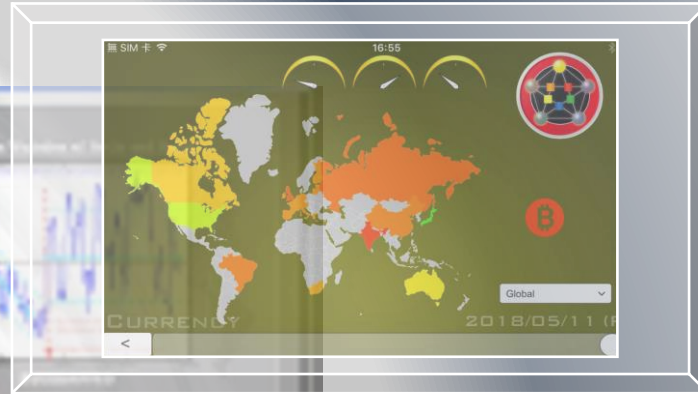 無 SIM 卡
16:55
Global
CURRENCY
2018/05/11 (F
<